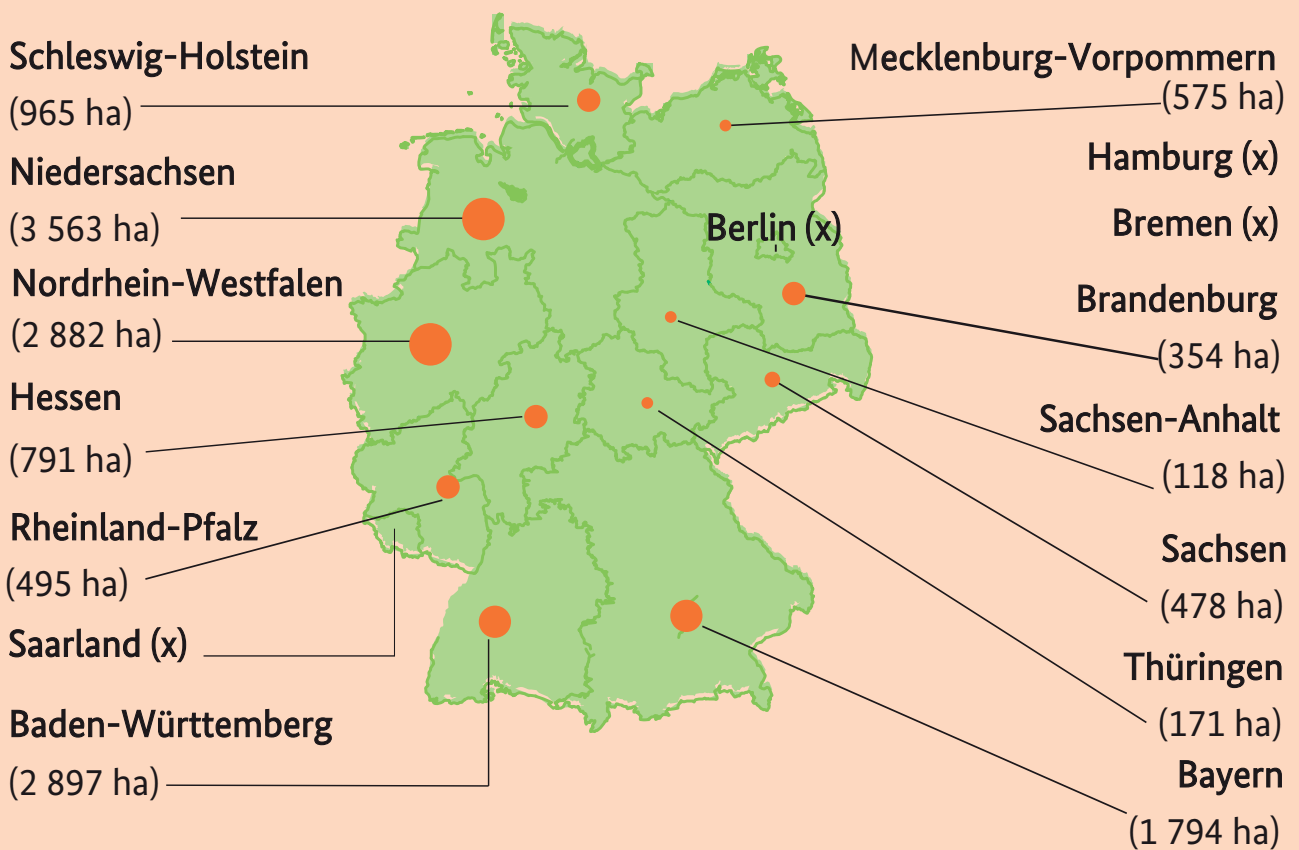 Schleswig-Holstein
(965 ha)
Niedersachsen
(3 563 ha)
Nordrhein-Westfalen
(2 882 ha)
Hessen
(791 ha)
Rheinland-Pfalz
(495 ha)
Saarland (x)
Baden-Württemberg
(2 897 ha)
Berlin (x)
Mecklenburg-Vorpommern
(575 ha)
Hamburg (x)
Bremen (x)
Brandenburg
(354 ha)
Sachsen-Anhalt
(118 ha)
Sachsen
(478 ha)
Thüringen
(171 ha)
Bayern
(1 794 ha)